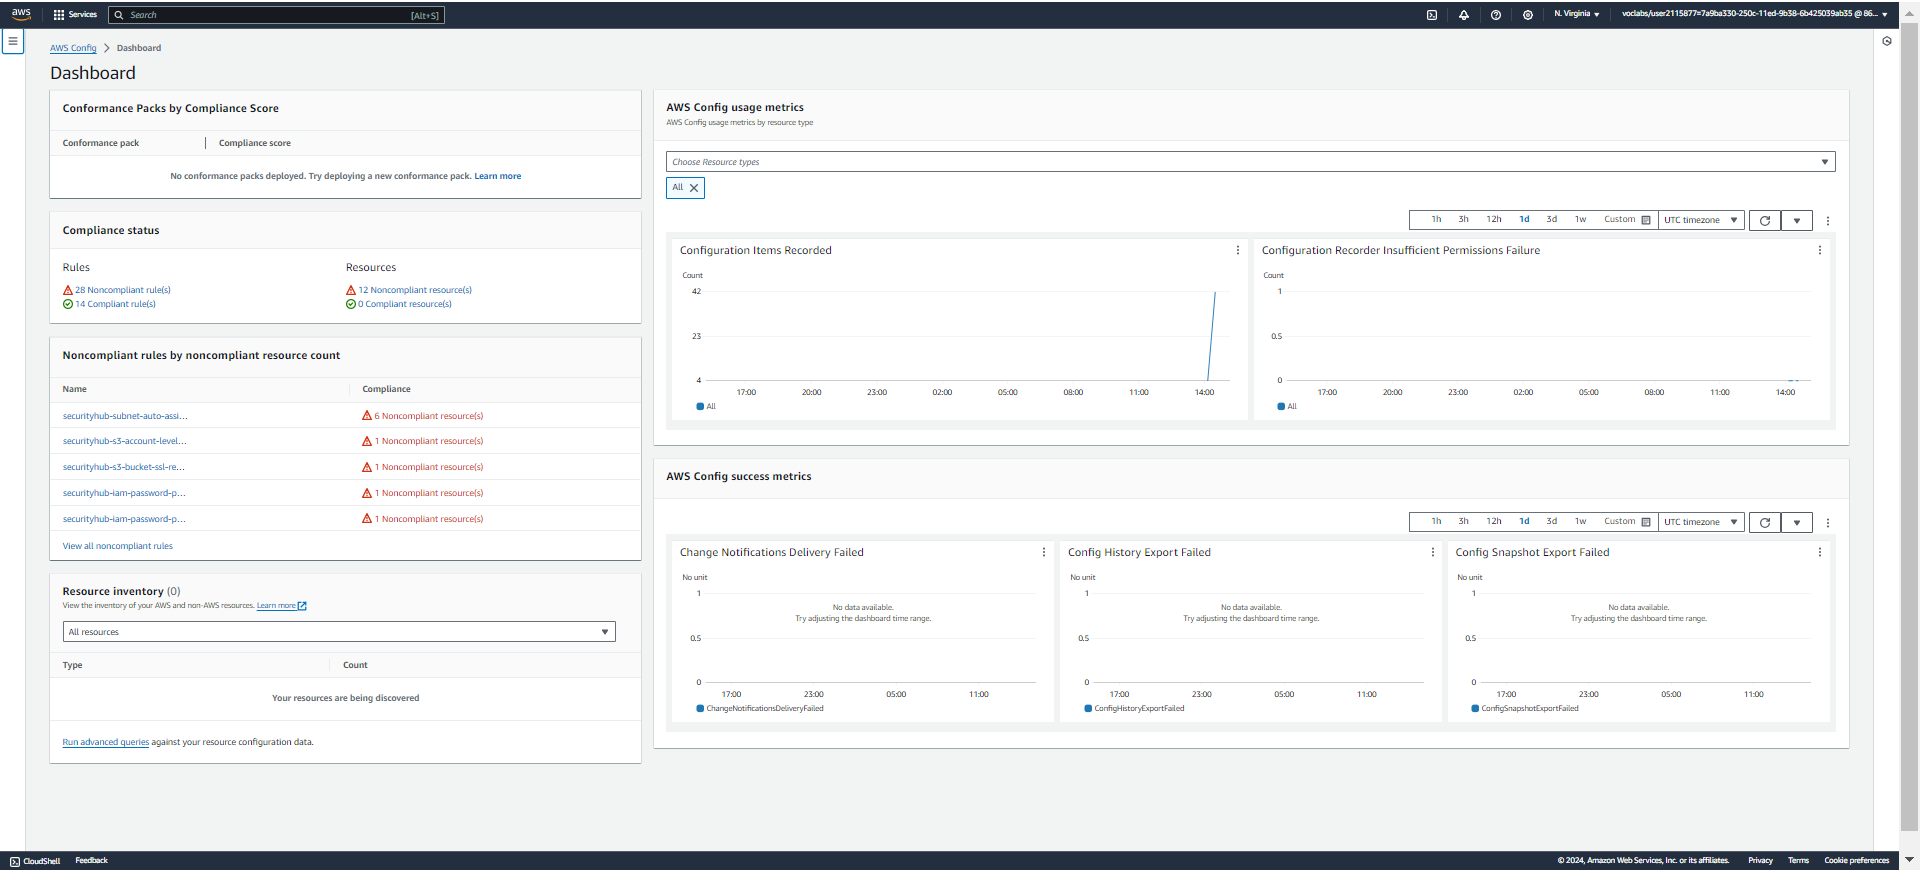 aws
Services
Search
[Alt+S]
N. Virginia
voclabs/user2115877=7a9ba330-250c-11ed-9b38-6b425039ab35 @ 86...
AWS Config
Dashboard
Dashboard
Conformance Packs by Compliance Score
Conformance pack
Compliance score
No conformance packs deployed. Try deploying a new conformance pack. Learn more
Compliance status
Rules
28 Noncompliant rule(s)
14 Compliant rule(s)
Resources
12 Noncompliant resource(s)
0 Compliant resource(s)
Noncompliant rules by noncompliant resource count
Name
Compliance
securityhub-subnet-auto-assi...
6 Noncompliant resource(s)
securityhub-s3-account-level...
1 Noncompliant resource(s)
securityhub-s3-bucket-ssl-re...
1 Noncompliant resource(s)
securityhub-iam-password-p...
1 Noncompliant resource(s)
securityhub-iam-password-p...
1 Noncompliant resource(s)
View all noncompliant rules
Resource inventory (0)
View the inventory of your AWS and non-AWS resources. Learn more
All resources
Type
Count
Your resources are being discovered
Run advanced queries against your resource configuration data.
AWS Config usage metrics
AWS Config usage metrics by resource type
Choose Resource types
All
1h 3h 12h 1d 3d 1w Custom UTC timezone
Configuration Items Recorded
Count
42
23
4
17:00 20:00 23:00 02:00 05:00 08:00 11:00 14:00
All
Configuration Recorder Insufficient Permissions Failure
Count
1
0.5
0
17:00 20:00 23:00 02:00 05:00 08:00 11:00 14:00
All
AWS Config success metrics
1h 3h 12h 1d 3d 1w Custom UTC timezone
Change Notifications Delivery Failed
No unit
1
No data available.
Try adjusting the dashboard time range.
0.5
0
17:00 23:00 05:00 11:00
ChangeNotificationsDeliveryFailed
Config History Export Failed
No unit
1
No data available.
Try adjusting the dashboard time range.
0.5
0
17:00 23:00 05:00 11:00
ConfigHistoryExportFailed
Config Snapshot Export Failed
No unit
1
No data available.
Try adjusting the dashboard time range.
0.5
0
17:00 23:00 05:00 11:00
ConfigSnapshotExportFailed
CloudShell
Feedback
© 2024, Amazon Web Services, Inc. or its affiliates.
Privacy
Terms
Cookie preferences